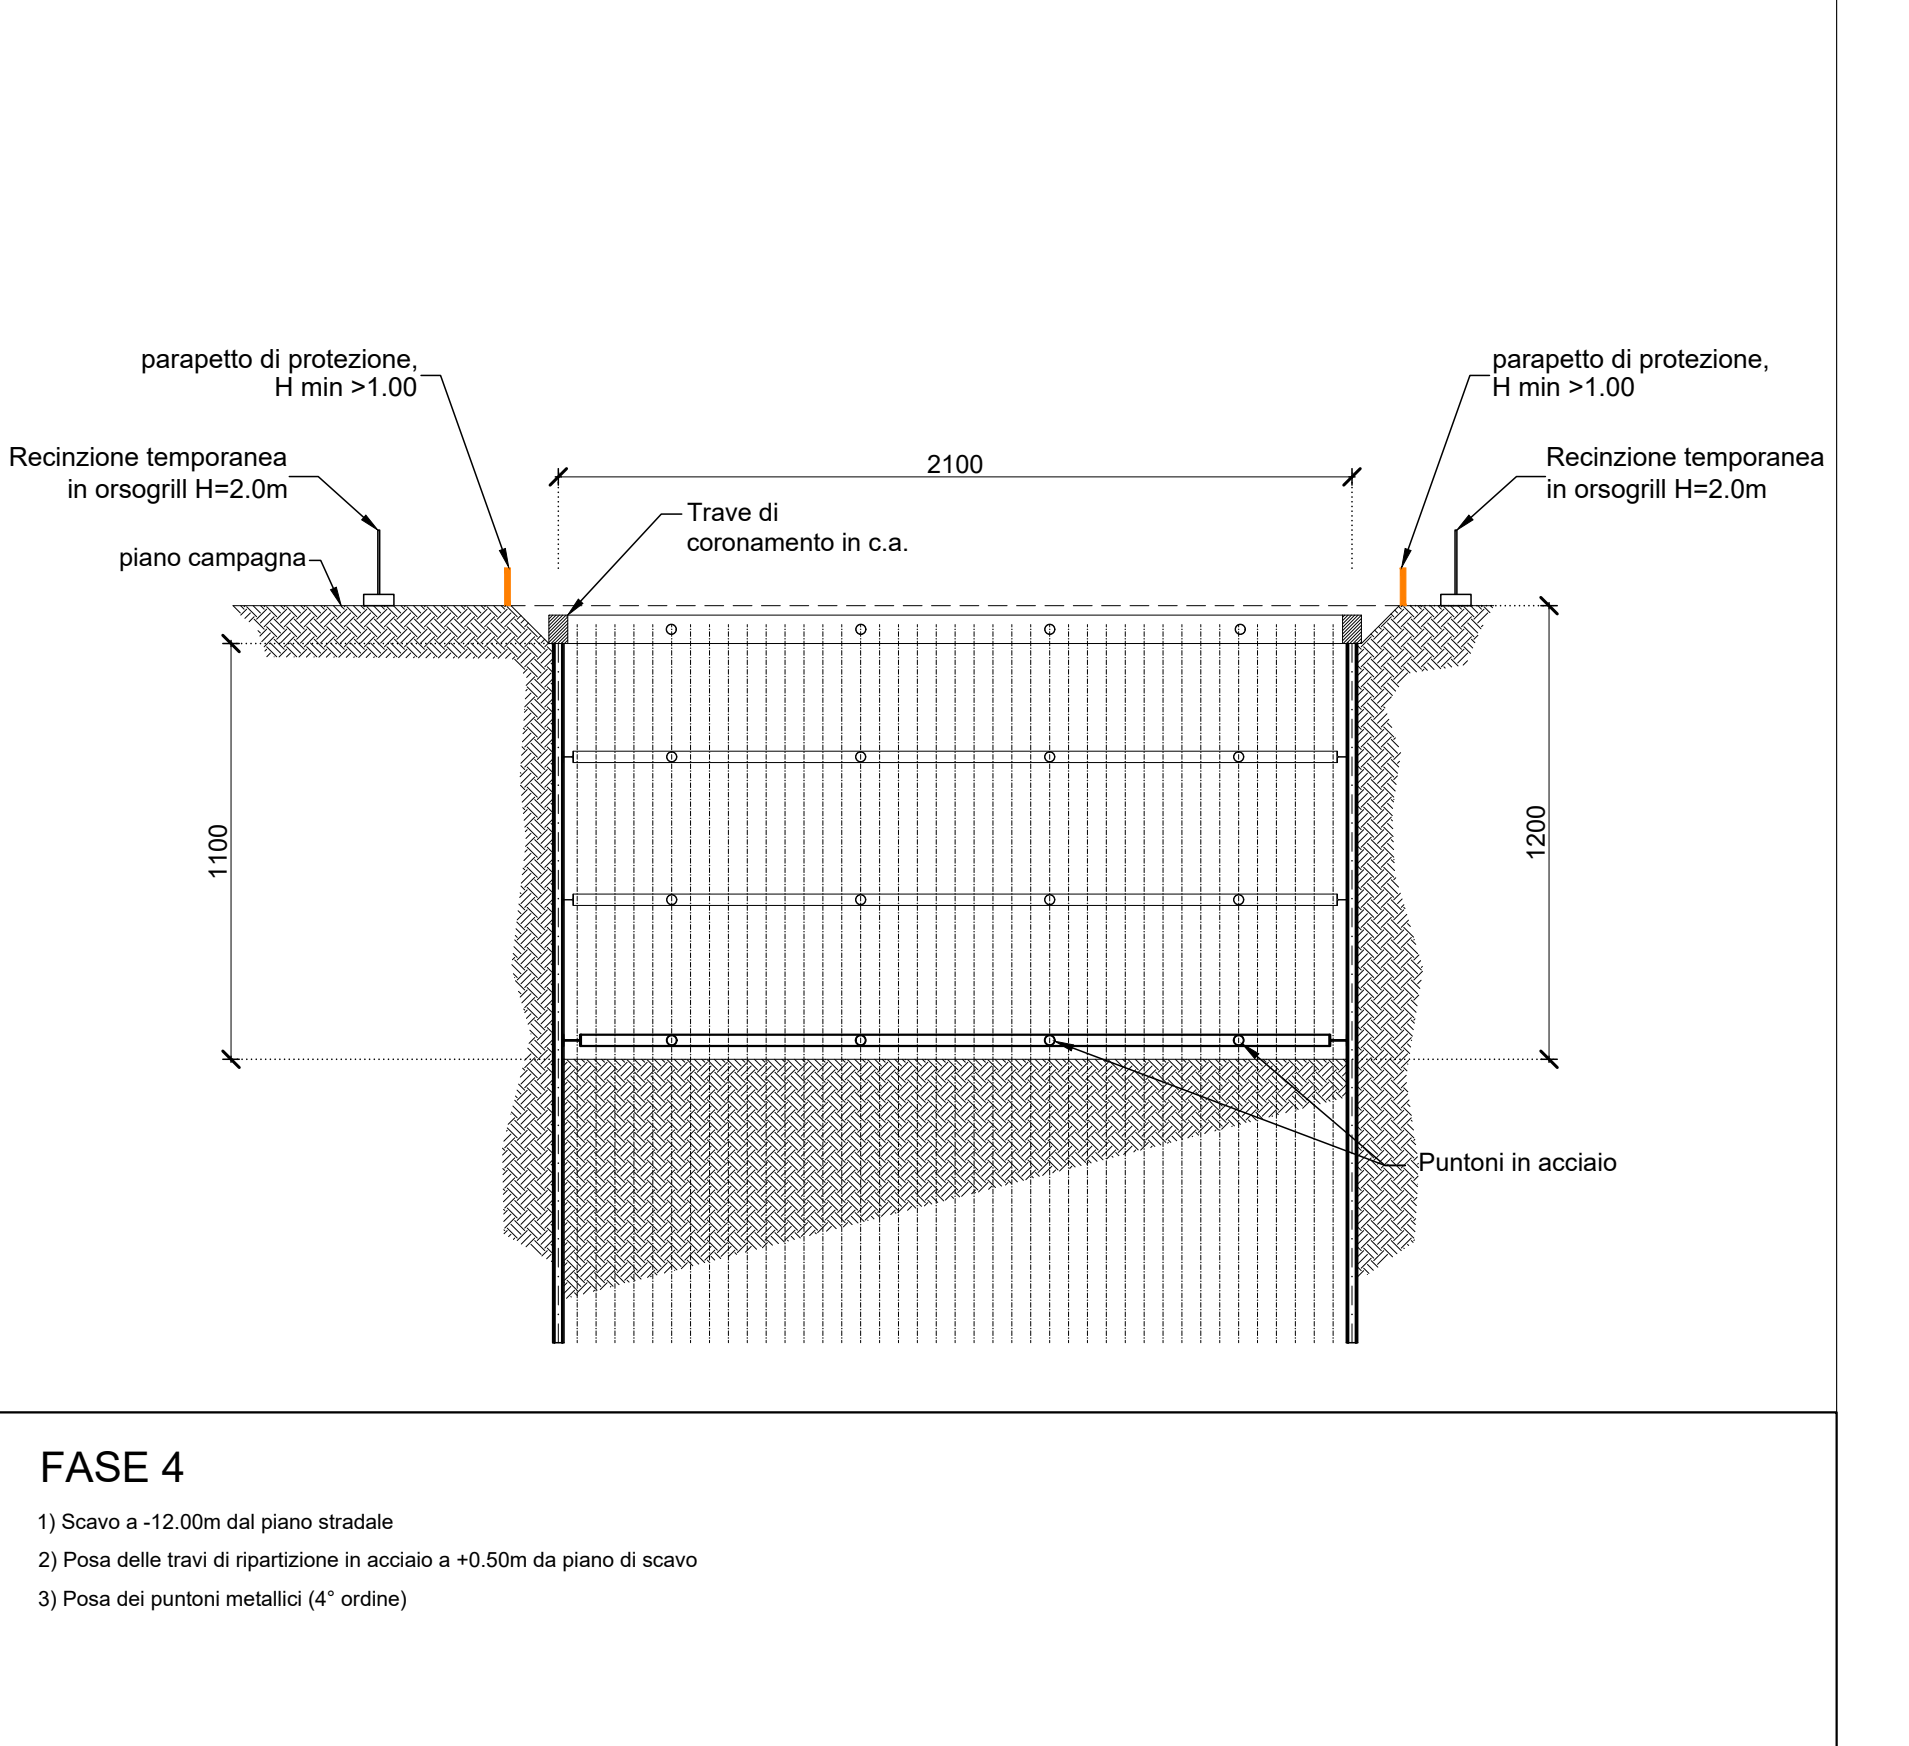 parapetto di protezione,
H min >1.00
parapetto di protezione,
H min >1.00
Recinzione temporanea
in orsogrill H=2.0m
2100
Recinzione temporanea
in orsogrill H=2.0m
Trave di
coronamento in c.a.
piano campagna
1100
1200
Puntoni in acciaio
FASE 4
1) Scavo a -12.00m dal piano stradale
2) Posa delle travi di ripartizione in acciaio a +0.50m da piano di scavo
3) Posa dei puntoni metallici (4° ordine)